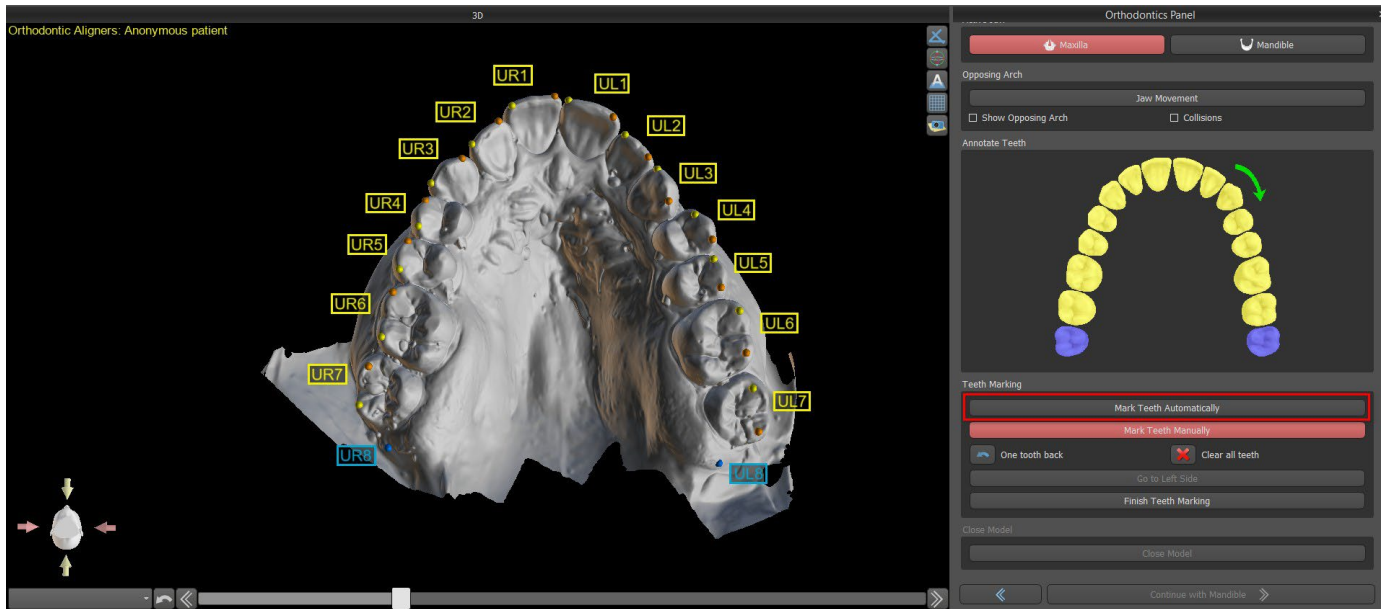 3D
Orthodontics Panel
Orthodontic Aligners: Anonymous patient
Maxilla
Mandible
Opposing Arch
Jaw Movement
Show Opposing Arch
Collisions
Annotate Teeth
UR1
UL1
UR2
UL2
UR3
UL3
UR4
UL4
UR5
UL5
UR6
UL6
UR7
UL7
UR8
UL8
A
Teeth Marking
Mark Teeth Automatically
Mark Teeth Manually
One tooth back
Clear all teeth
Go to Left Side
Finish Teeth Marking
Close Model
Close Model
Continue with Mandible